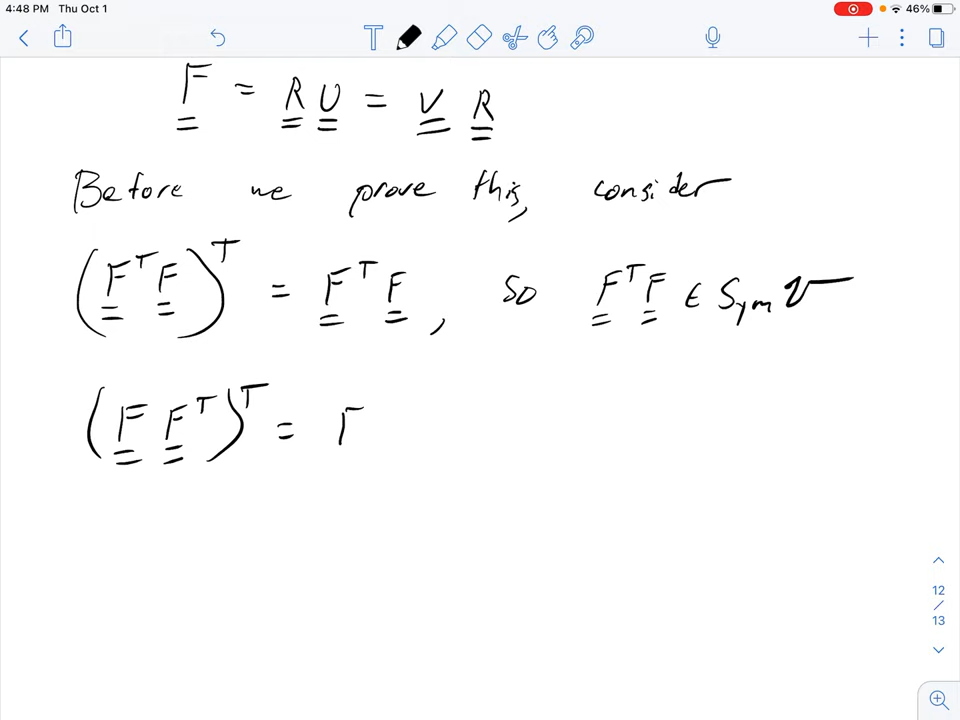 4:48 PM Thu Oct 1
46%
F = R U = V R
Before we prove this, consider
(F^T F)^T = F^T F, so F^T F ∈ Sym V
(F F^T)^T = F
12
/
13